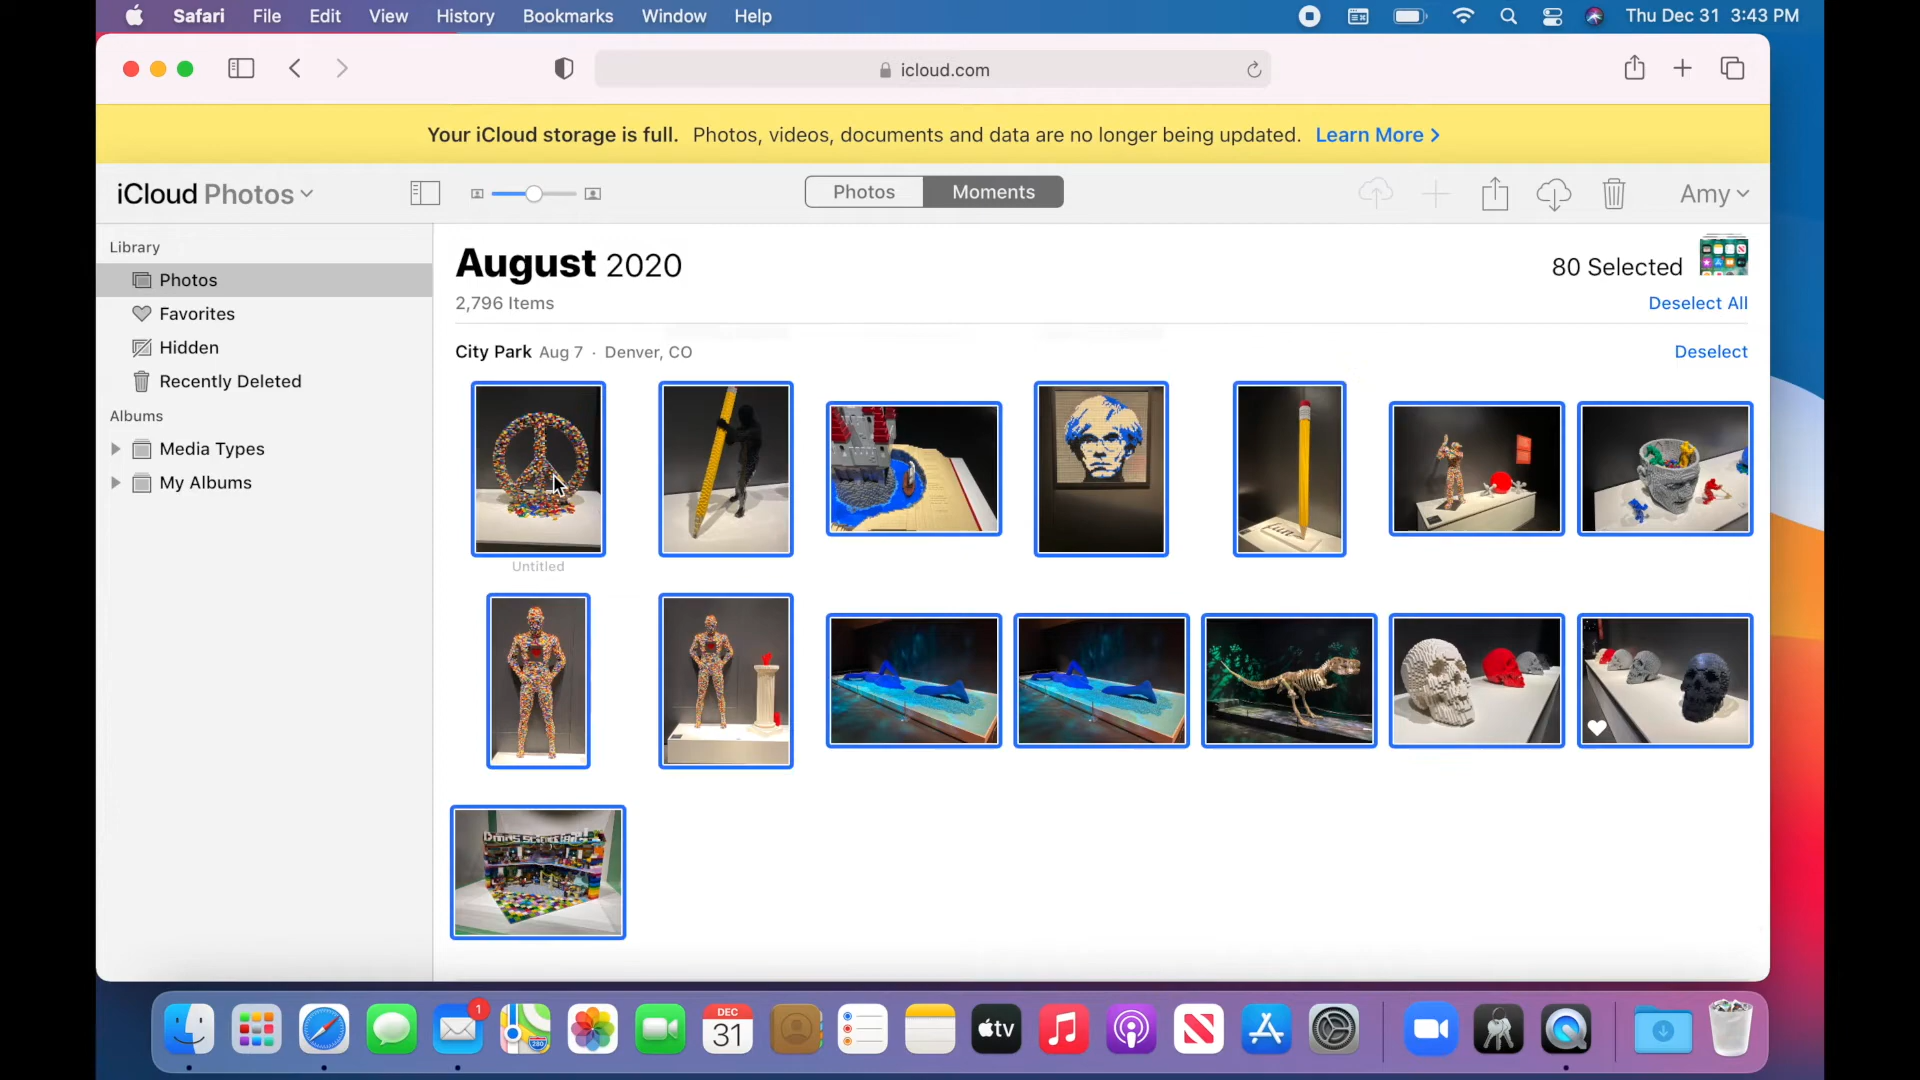 Safari File Edit View History Bookmarks Window Help Thu Dec 31 3:43 PM
icloud.com
Your iCloud storage is full. Photos, videos, documents and data are no longer being updated. Learn More >
iCloud Photos Photos Moments Amy
Library
Photos
Favorites
Hidden
Recently Deleted
Albums
Media Types
My Albums
August 2020
80 Selected
2,796 Items
Deselect All
City Park Aug 7 · Denver, CO
Deselect
Untitled
1
280
DEC
31
tv